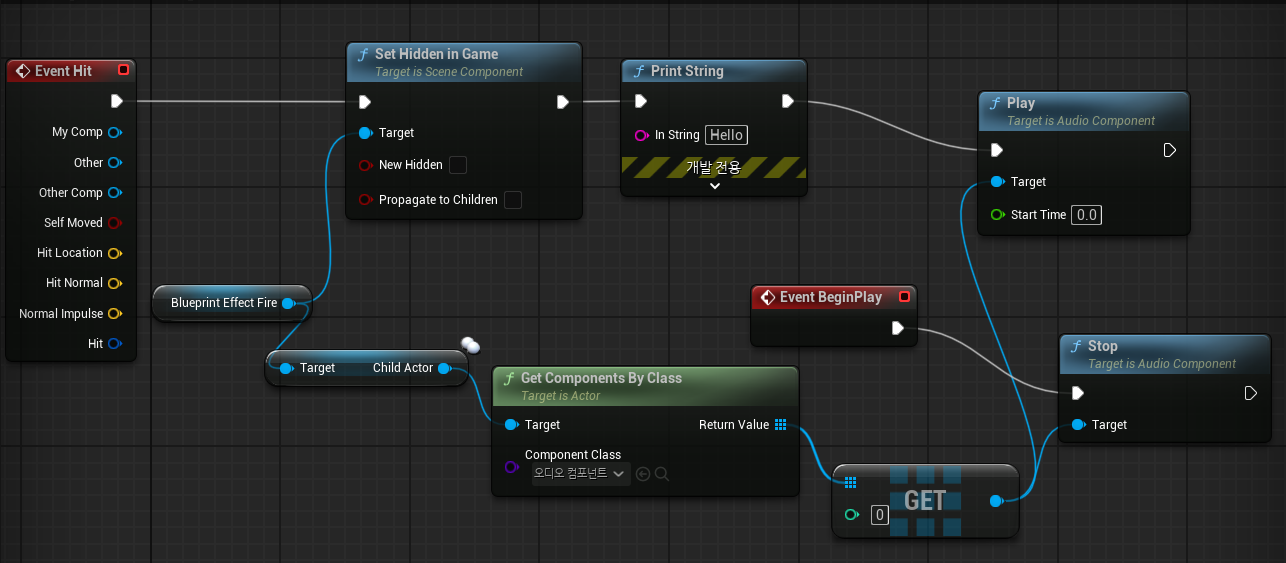 Event Hit
My Comp
Other
Other Comp
Self Moved
Hit Location
Hit Normal
Normal Impulse
Hit
Set Hidden in Game
Target is Scene Component
Target
New Hidden
Propagate to Children
Print String
In String Hello
개발 전용
Play
Target is Audio Component
Target
Start Time 0.0
Blueprint Effect Fire
Target Child Actor
Get Components By Class
Target is Actor
Target Return Value
Component Class
오디오 컴포넌트
Event BeginPlay
Stop
Target is Audio Component
Target
GET
0